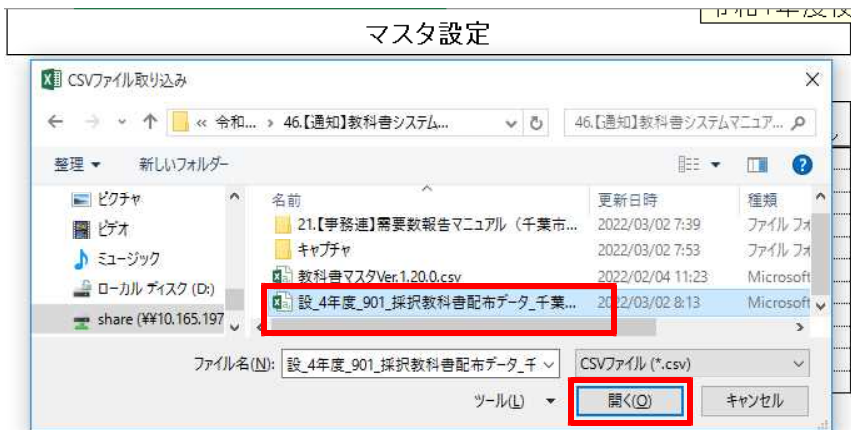 マスタ設定
CSVファイル取り込み
« 令和... › 46.【通知】教科書システム... 46.【通知】教科書システムマニュア...
整理 新しいフォルダー
名前 更新日時 種類
ピクチャ
ビデオ
ミュージック
ローカル ディスク (D:)
share (¥¥10.165.197
21.【事務連】需要数報告マニュアル（千葉市... 2022/03/02 7:39 ファイル フォ
キャプチャ 2022/03/02 7:53 ファイル フォ
教科書マスタVer.1.20.0.csv 2022/02/04 11:23 Microsoft
設_4年度_901_採択教科書配布データ_千葉... 2022/03/02 8:13 Microsoft
ファイル名(N): 設_4年度_901_採択教科書配布データ_千 CSVファイル (*.csv)
ツール(L) 開く(O) キャンセル